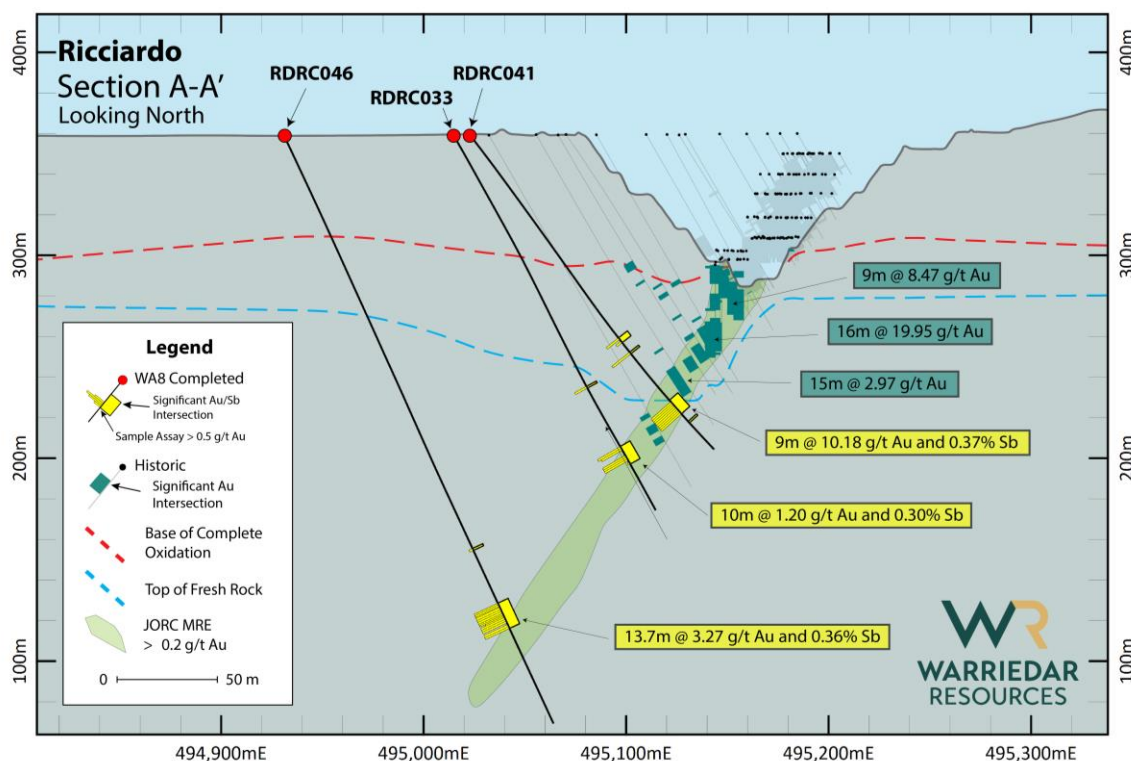 Ricciardo
Section A-A’
Looking North
RDRC046
RDRC041
RDRC033
400m
300m
200m
100m
400m
300m
200m
100m
9m @ 8.47 g/t Au
16m @ 19.95 g/t Au
15m @ 2.97 g/t Au
9m @ 10.18 g/t Au and 0.37% Sb
10m @ 1.20 g/t Au and 0.30% Sb
13.7m @ 3.27 g/t Au and 0.36% Sb
Legend
WA8 Completed
Significant Au/Sb
Intersection
Sample Assay > 0.5 g/t Au
Historic
Significant Au
Intersection
Base of Complete
Oxidation
Top of Fresh Rock
JORC MRE
> 0.2 g/t Au
0 50 m
WR
WARRIEDAR
RESOURCES
494,900mE 495,000mE 495,100mE 495,200mE 495,300mE